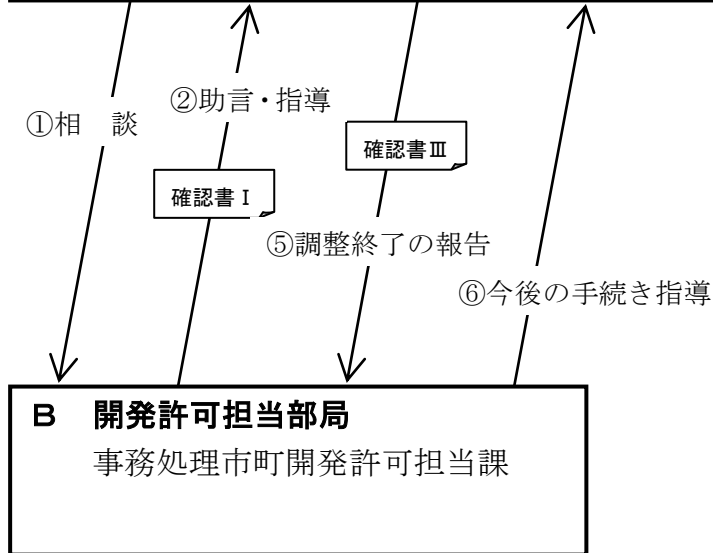 ①相　談
②助言・指導
確認書Ⅰ
確認書Ⅲ
⑤調整終了の報告
⑥今後の手続き指導
Ｂ　開発許可担当部局
事務処理市町開発許可担当課